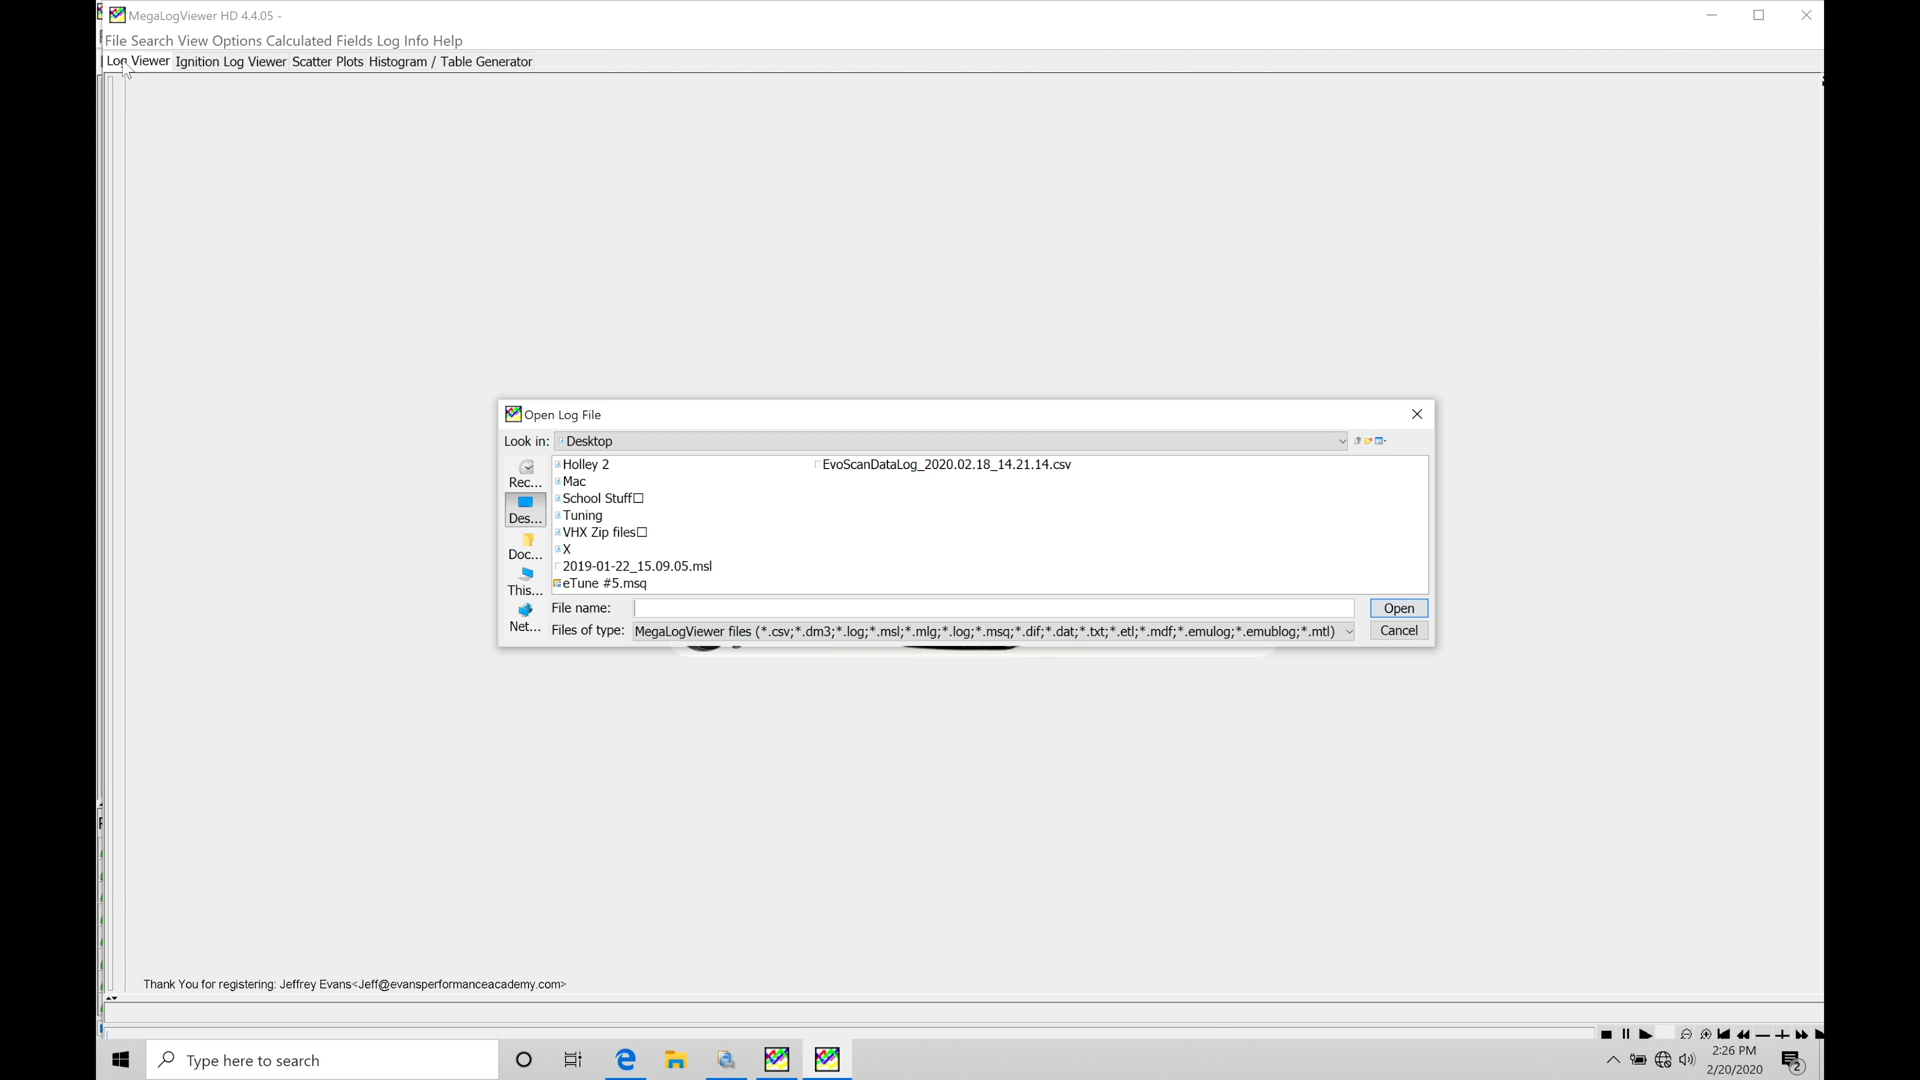 MegaLogViewer HD 4.4.05 -
File Search View Options Calculated Fields Log Info Help
Log Viewer Ignition Log Viewer Scatter Plots Histogram / Table Generator
Open Log File
Look in: Desktop
Rec...
Des...
Doc...
This...
Net...
Holley 2
Mac
School Stuff☐
Tuning
VHX Zip files☐
X
2019-01-22_15.09.05.msl
eTune #5.msq
EvoScanDataLog_2020.02.18_14.21.14.csv
File name: Open
Files of type: MegaLogViewer files (*.csv;*.dm3;*.log;*.msl;*.mlg;*.log;*.msq;*.dif;*.dat;*.txt;*.etl;*.mdf;*.emulog;*.emublog;*.mtl) Cancel
Thank You for registering: Jeffrey Evans<Jeff@evansperformanceacademy.com>
Type here to search
2:26 PM
2/20/2020
2